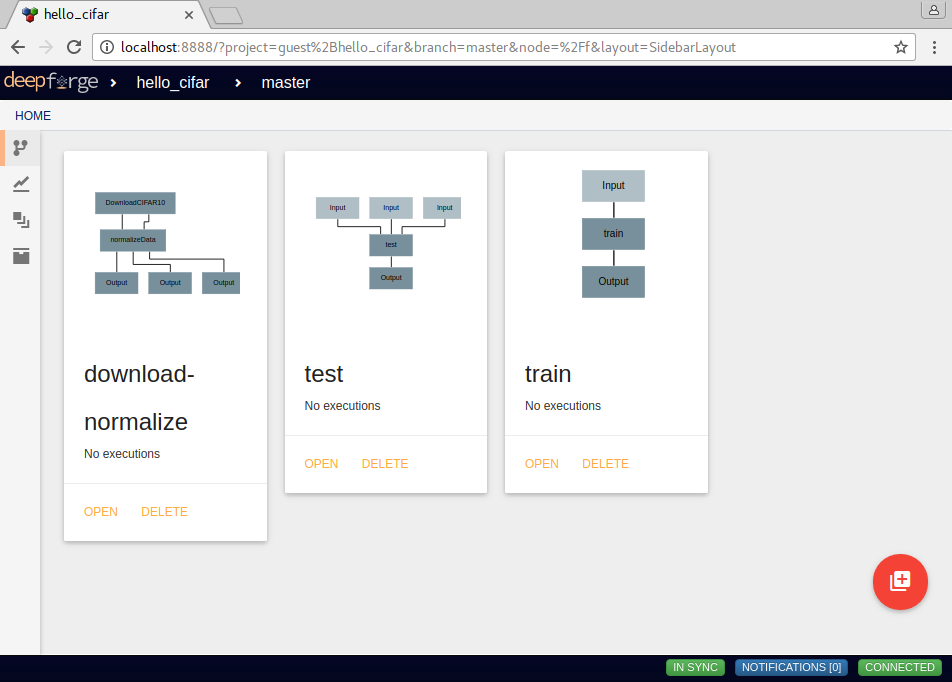 hello_cifar
localhost:8888/?project=guest%2Bhello_cifar&branch=master&node=%2Ff&layout=SidebarLayout
deepforge hello_cifar master
HOME
DownloadCIFAR10
normalizeData
Output Output Output
download-
normalize
No executions
OPEN DELETE
Input Input Input
test
Output
test
No executions
OPEN DELETE
Input
train
Output
train
No executions
OPEN DELETE
IN SYNC NOTIFICATIONS [0] CONNECTED